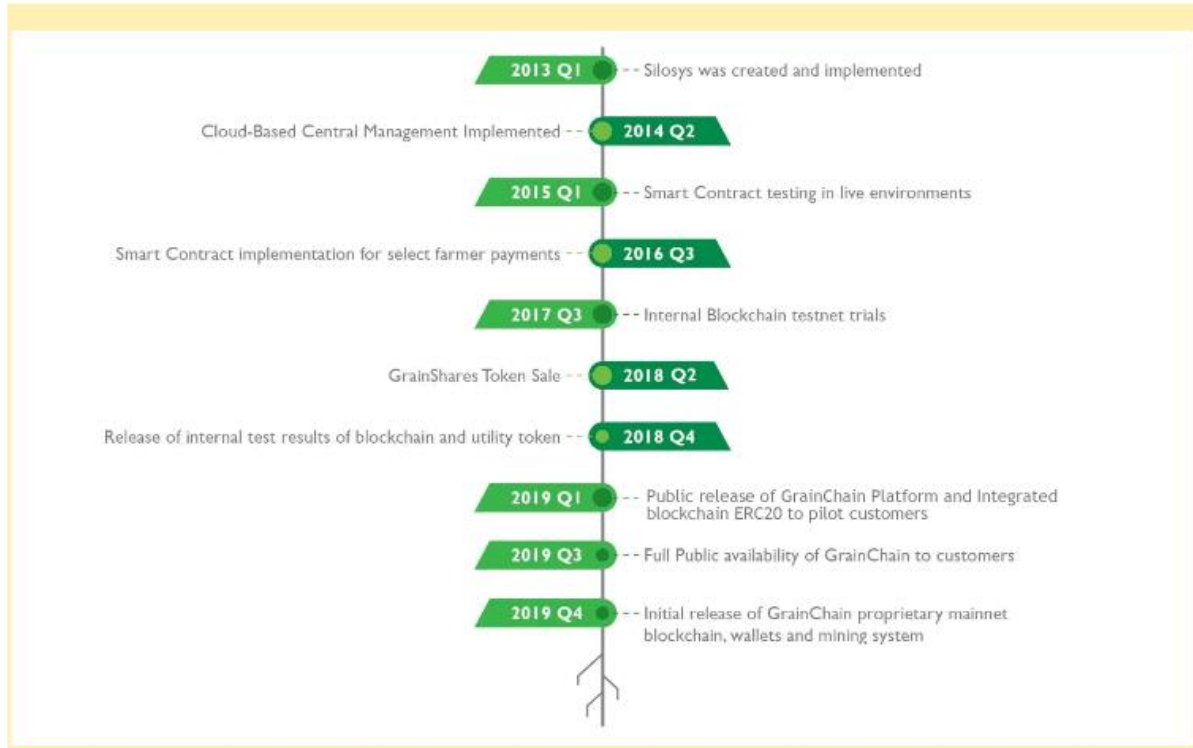 2013 Q1
Silosys was created and implemented
Cloud-Based Central Management Implemented
2014 Q2
2015 Q1
Smart Contract testing in live environments
Smart Contract implementation for select farmer payments
2016 Q3
2017 Q3
Internal Blockchain testnet trials
GrainShares Token Sale
2018 Q2
Release of internal test results of blockchain and utility token
2018 Q4
2019 Q1
Public release of GrainChain Platform and Integrated
blockchain ERC20 to pilot customers
2019 Q3
Full Public availability of GrainChain to customers
2019 Q4
Initial release of GrainChain proprietary mainnet
blockchain, wallets and mining system